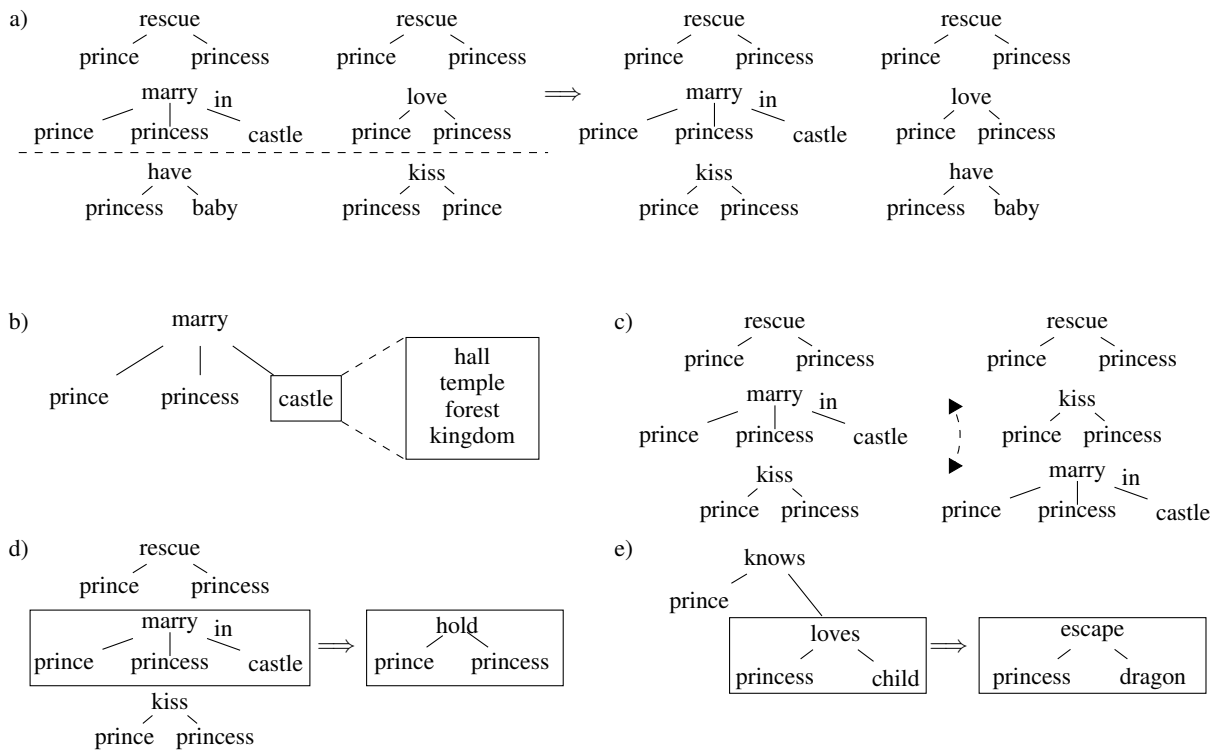 a) rescue rescue rescue rescue
prince princess prince princess prince princess prince princess
marry in love ⟹ marry in love
prince princess castle prince princess prince princess castle prince princess
have kiss kiss have
princess baby princess prince prince princess princess baby
b) marry
prince princess castle
hall
temple
forest
kingdom
c) rescue rescue
prince princess prince princess
marry in kiss
prince princess castle prince princess
kiss marry in
prince princess prince princess castle
d) rescue
prince princess
marry in ⟹ hold
prince princess castle prince princess
kiss
prince princess
e) knows
prince
loves ⟹ escape
princess child princess dragon